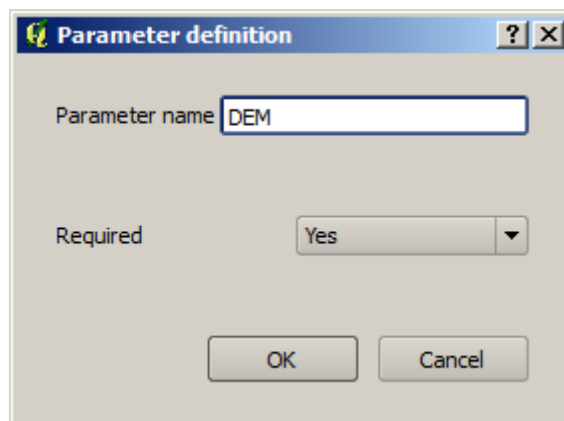 Parameter definition
Parameter name DEM
Required Yes
OK Cancel